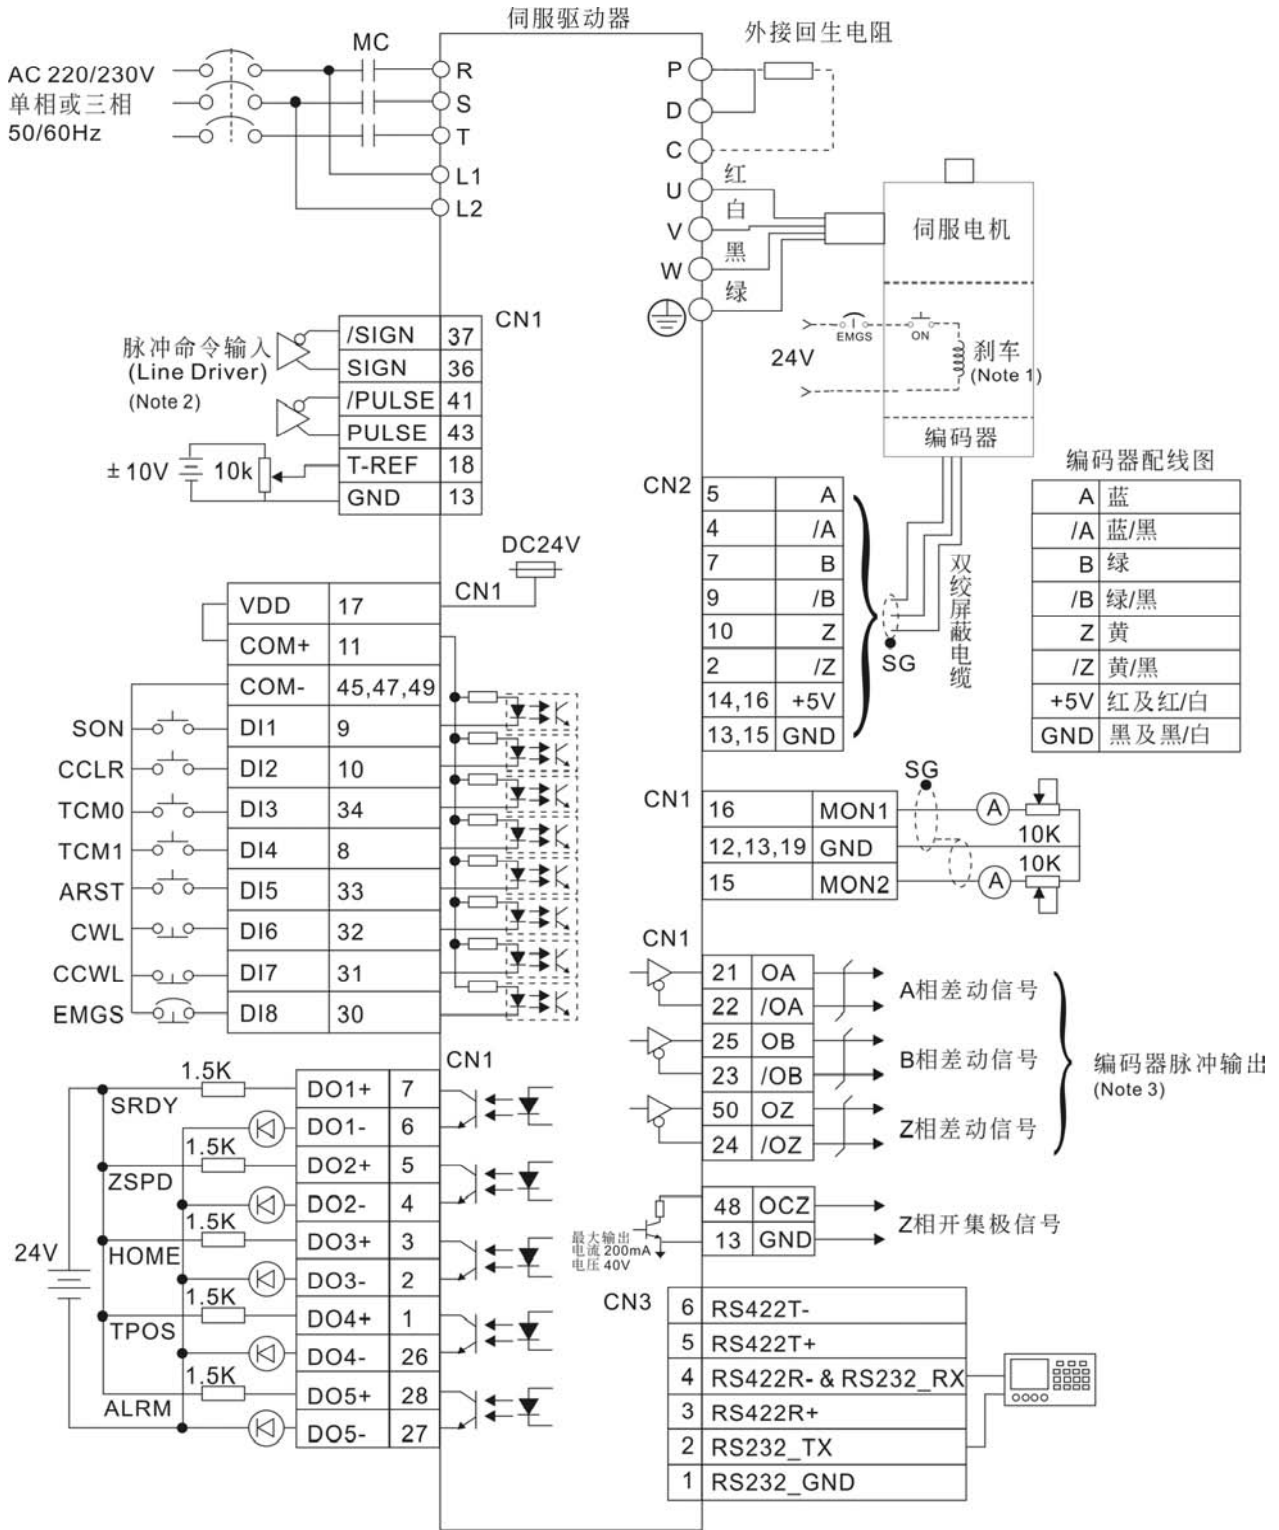 伺服驱动器
外接回生电阻
MC
AC 220/230V
单相或三相
50/60Hz
R
S
T
L1
L2
P
D
C
U
V
W
红
白
黑
绿
伺服电机
EMGS
ON
24V
刹车
(Note 1)
编码器
CN1
脉冲命令输入
(Line Driver)
(Note 2)
/SIGN 37
SIGN 36
/PULSE 41
PULSE 43
T-REF 18
GND 13
±10V
10k
CN2
5 A
4 /A
7 B
9 /B
10 Z
2 /Z
14,16 +5V
13,15 GND
SG
双绞屏蔽电缆
编码器配线图
A 蓝
/A 蓝/黑
B 绿
/B 绿/黑
Z 黄
/Z 黄/黑
+5V 红及红/白
GND 黑及黑/白
DC24V
CN1
VDD 17
COM+ 11
COM- 45,47,49
SON DI1 9
CCLR DI2 10
TCM0 DI3 34
TCM1 DI4 8
ARST DI5 33
CWL DI6 32
CCWL DI7 31
EMGS DI8 30
CN1
SG
16 MON1
12,13,19 GND
15 MON2
A
10K
10K
A
CN1
21 OA
22 /OA
25 OB
23 /OB
50 OZ
24 /OZ
A相差动信号
B相差动信号
Z相差动信号
编码器脉冲输出
(Note 3)
48 OCZ
13 GND
Z相开集极信号
最大输出
电流 200mA
电压 40V
CN1
24V
1.5K
SRDY
DO1+ 7
DO1- 6
1.5K
ZSPD
DO2+ 5
DO2- 4
1.5K
HOME
DO3+ 3
DO3- 2
1.5K
TPOS
DO4+ 1
DO4- 26
1.5K
ALRM
DO5+ 28
DO5- 27
CN3
6 RS422T-
5 RS422T+
4 RS422R- & RS232_RX
3 RS422R+
2 RS232_TX
1 RS232_GND